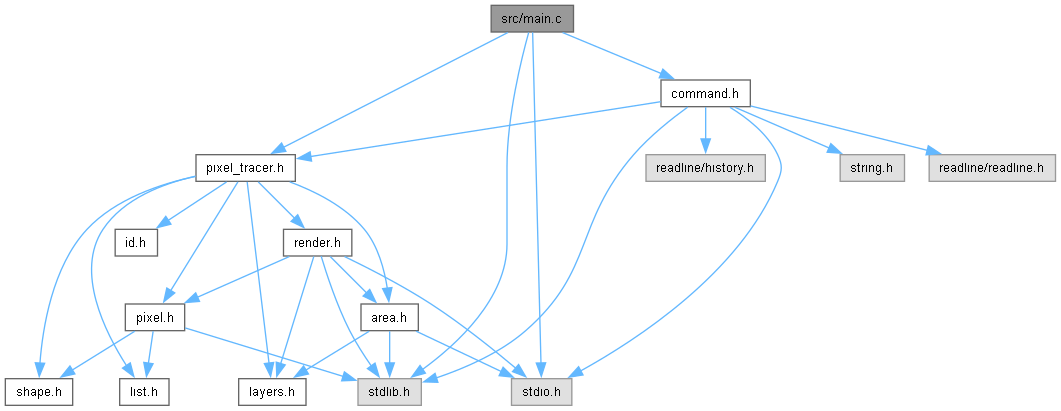 src/main.c
command.h
pixel_tracer.h
readline/history.h
string.h
readline/readline.h
id.h
render.h
pixel.h
area.h
shape.h
list.h
layers.h
stdlib.h
stdio.h